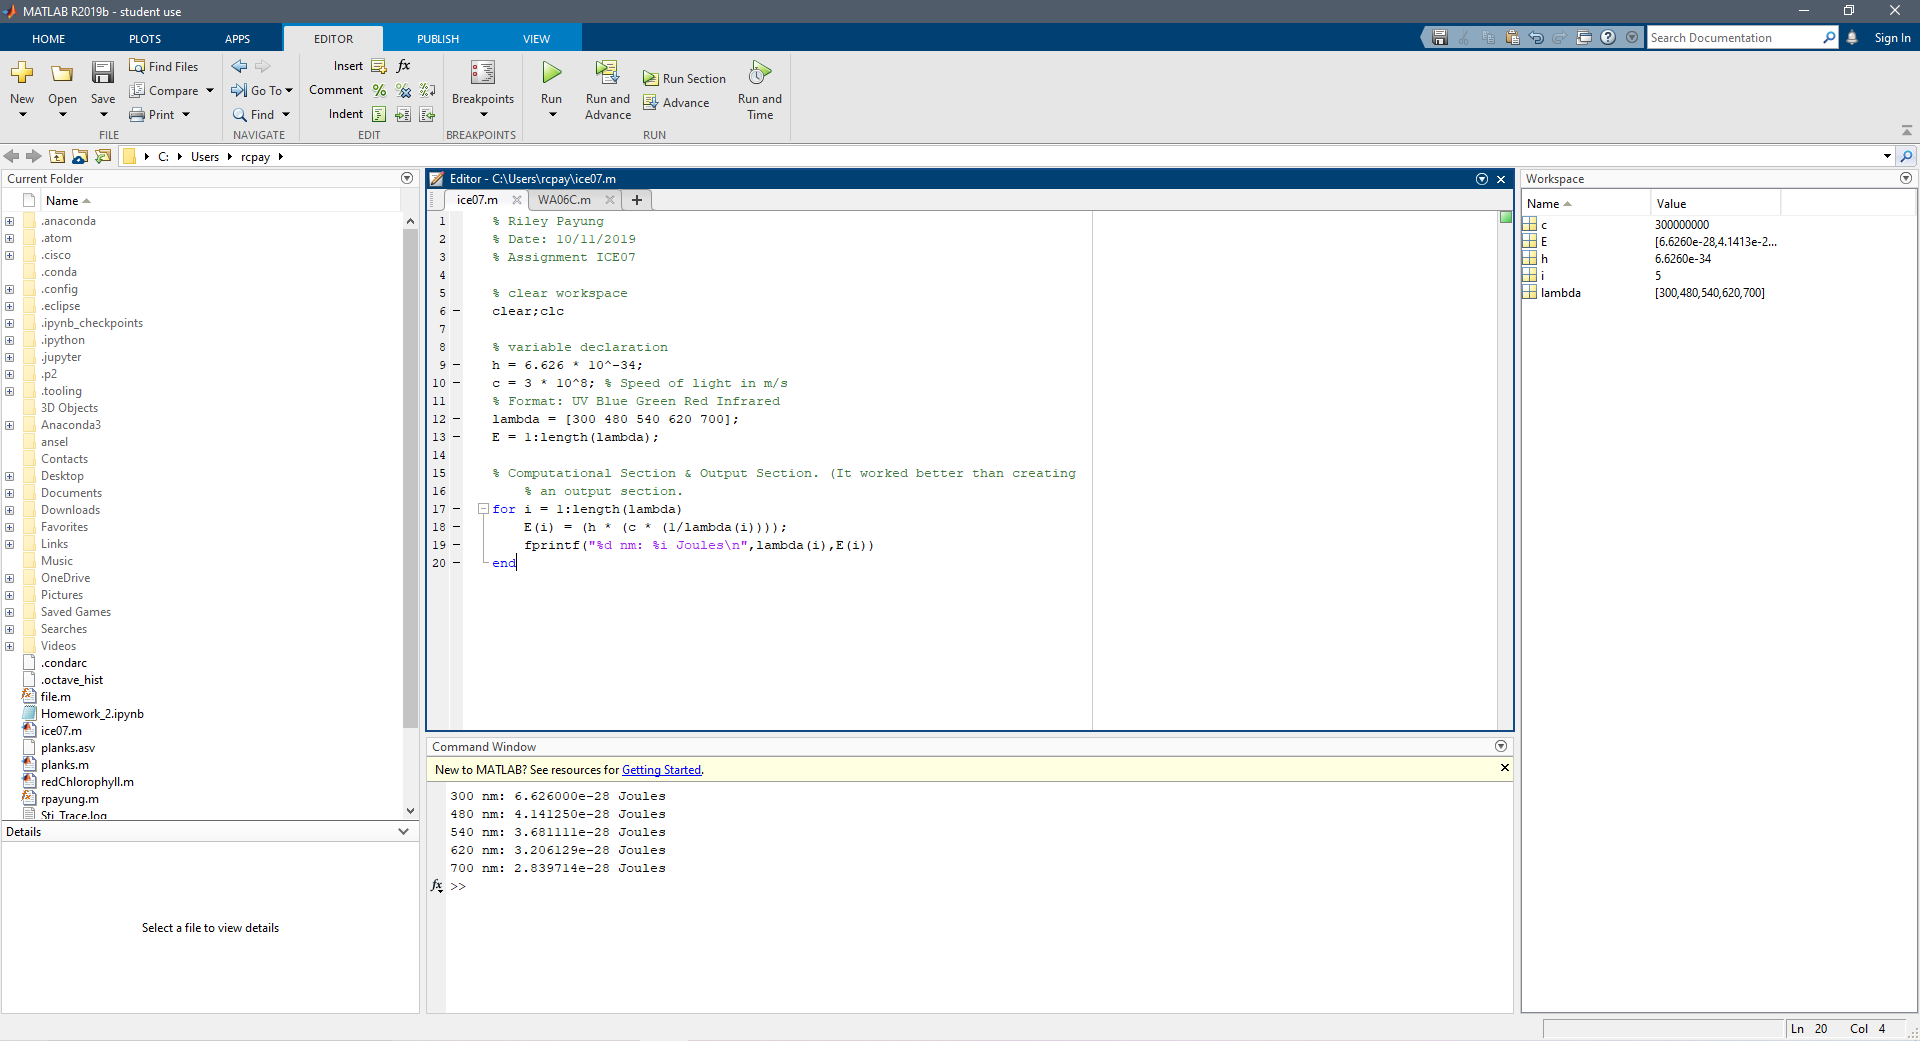 MATLAB R2019b - student use
HOME PLOTS APPS EDITOR PUBLISH VIEW
Search Documentation Sign In
New Open Save Find Files Compare Print
FILE
Go To Find
NAVIGATE
Insert fx
Comment
Indent
EDIT
Breakpoints
BREAKPOINTS
Run Run and Advance Run Section Advance Run and Time
RUN
C: Users rcpay
Current Folder
Name
.anaconda
.atom
.cisco
.conda
.config
.eclipse
.ipynb_checkpoints
.ipython
.jupyter
.p2
.tooling
3D Objects
Anaconda3
ansel
Contacts
Desktop
Documents
Downloads
Favorites
Links
Music
OneDrive
Pictures
Saved Games
Searches
Videos
.condarc
.octave_hist
file.m
Homework_2.ipynb
ice07.m
planks.asv
planks.m
redChlorophyll.m
rpayung.m
Sti_Trace.log
Details
Select a file to view details
Editor - C:\Users\rcpay\ice07.m
ice07.m WA06C.m
1 % Riley Payung
2 % Date: 10/11/2019
3 % Assignment ICE07
4
5 % clear workspace
6 clear;clc
7
8 % variable declaration
9 h = 6.626 * 10^-34;
10 c = 3 * 10^8; % Speed of light in m/s
11 % Format: UV Blue Green Red Infrared
12 lambda = [300 480 540 620 700];
13 E = 1:length(lambda);
14
15 % Computational Section & Output Section. (It worked better than creating
16 % an output section.
17 for i = 1:length(lambda)
18 E(i) = (h * (c * (1/lambda(i))));
19 fprintf("%d nm: %i Joules\n",lambda(i),E(i))
20 end
Command Window
New to MATLAB? See resources for Getting Started.
300 nm: 6.626000e-28 Joules
480 nm: 4.141250e-28 Joules
540 nm: 3.681111e-28 Joules
620 nm: 3.206129e-28 Joules
700 nm: 2.839714e-28 Joules
fx >>
Workspace
Name Value
c 300000000
E [6.6260e-28,4.1413e-2...
h 6.6260e-34
i 5
lambda [300,480,540,620,700]
Ln 20 Col 4